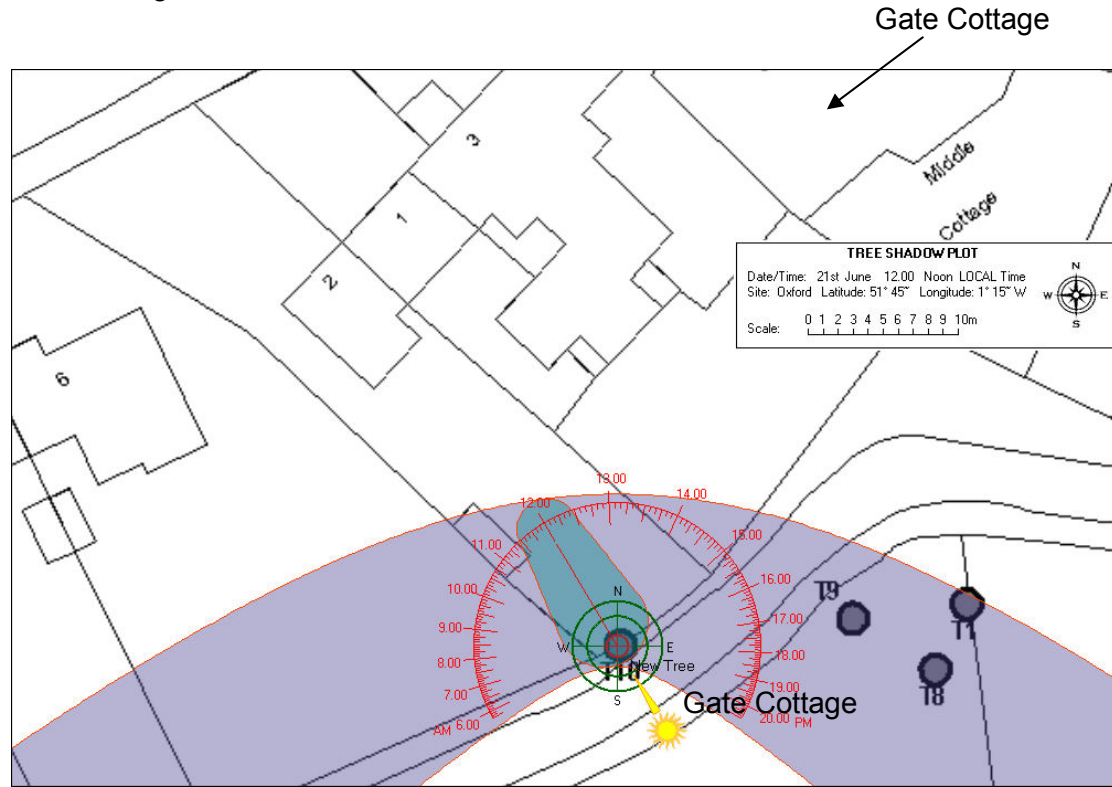 Gate Cottage
3
Middle
Cottage
1
2
6
TREE SHADOW PLOT
Date/Time: 21st June 12.00 Noon LOCAL Time
Site: Oxford Latitude: 51° 45" Longitude: 1° 15" W
Scale: 0 1 2 3 4 5 6 7 8 9 10m
N
W E
S
13.00
12.00
14.00
11.00
15.00
10.00
16.00
9.00
17.00
8.00
18.00
7.00
19.00
AM 6.00
20.00 PM
N
W E
S
New Tree
T10
T9
T1
T8
Gate Cottage